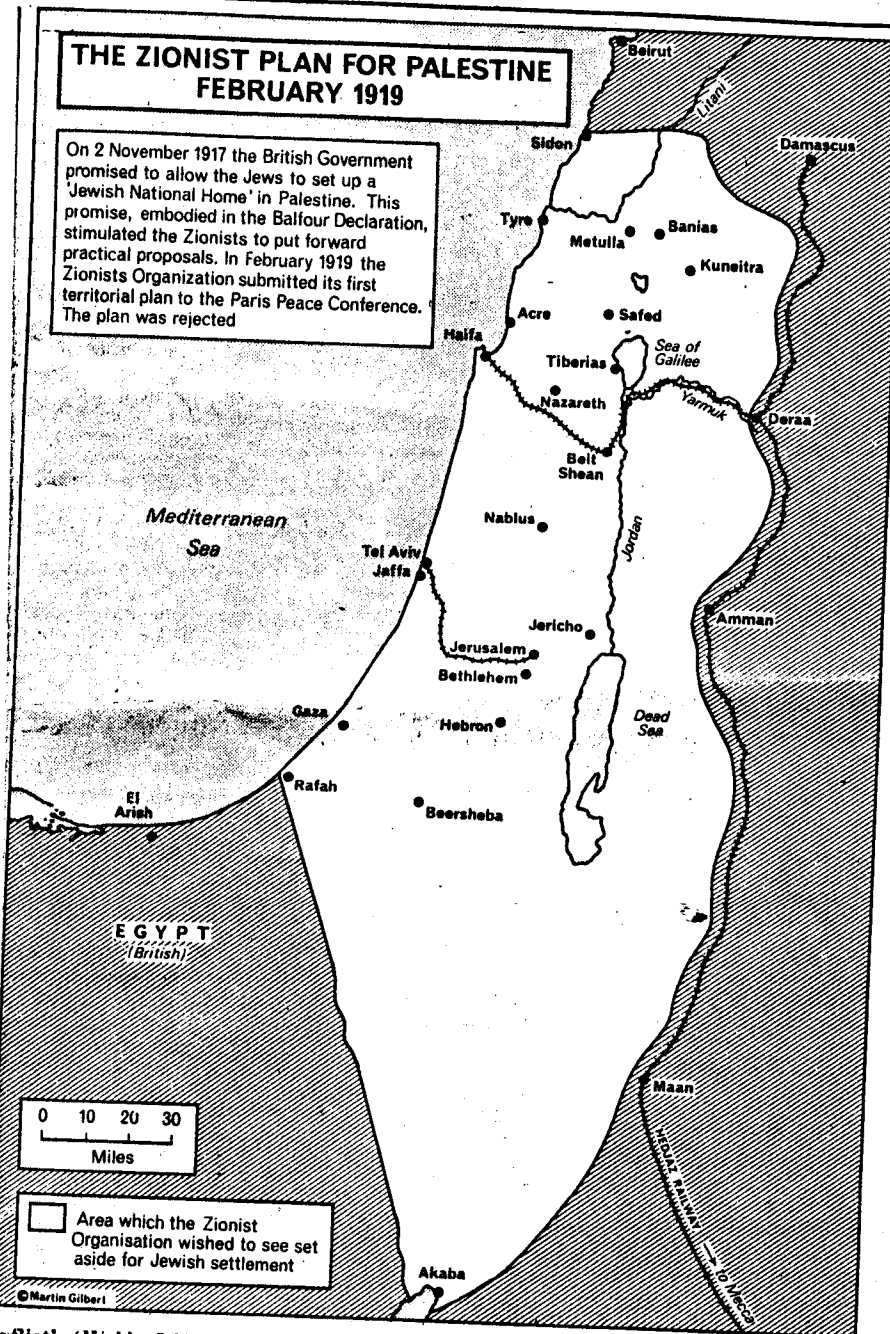 THE ZIONIST PLAN FOR PALESTINE
FEBRUARY 1919
On 2 November 1917 the British Government
promised to allow the Jews to set up a
'Jewish National Home' in Palestine. This
promise, embodied in the Balfour Declaration,
stimulated the Zionists to put forward
practical proposals. In February 1919 the
Zionists Organization submitted its first
territorial plan to the Paris Peace Conference.
The plan was rejected
Beirut
Litani
Sidon
Damascus
Tyre
Metulla
Banias
Kuneitra
Acre
Safed
Haifa
Sea of
Galilee
Tiberias
Nazareth
Yarmuk
Deraa
Beit
Shean
Mediterranean
Sea
Nablus
Jordan
Tel Aviv
Jaffa
Jericho
Amman
Jerusalem
Bethlehem
Gaza
Hebron
Dead
Sea
Rafah
El
Arish
Beersheba
EGYPT
(British)
Maan
0 10 20 30
Miles
HEDJAZ RAILWAY → to Mecca
Area which the Zionist
Organisation wished to see set
aside for Jewish settlement
Akaba
©Martin Gilbert